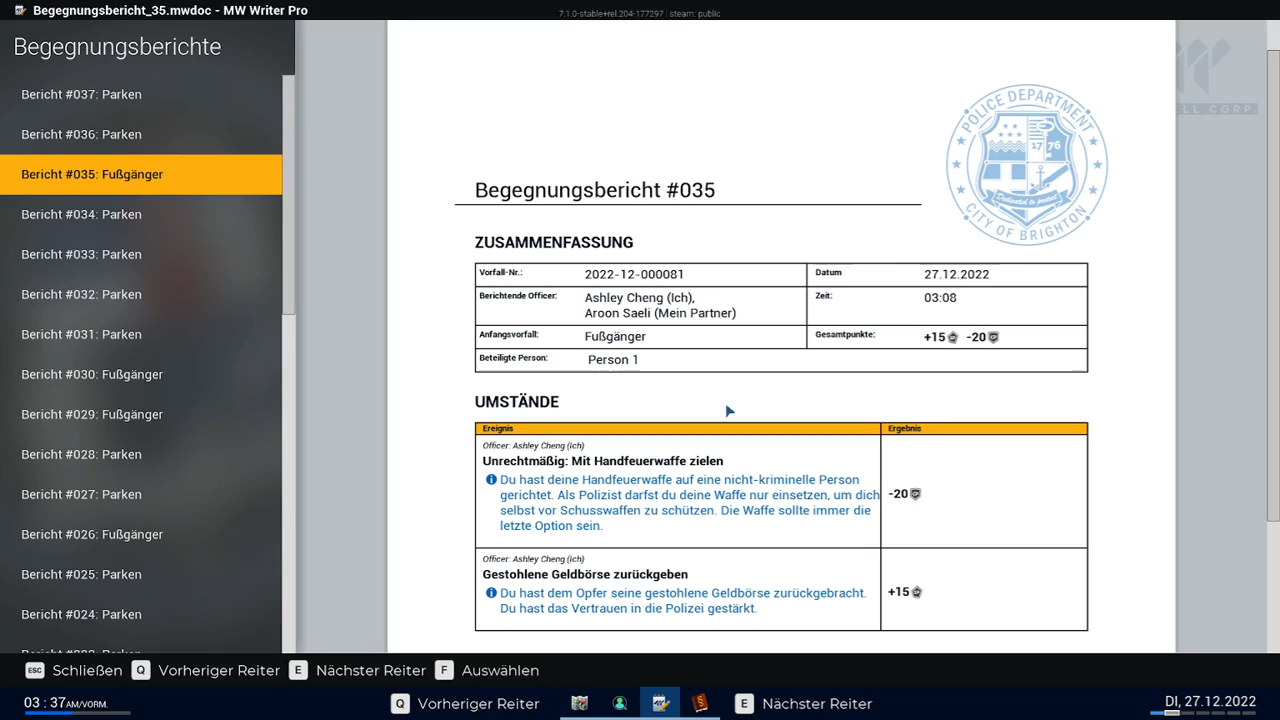 Begegnungsbericht_35.mwdoc - MW Writer Pro
7.1.0-stable+rel.204-177297 | steam: public
Begegnungsberichte
Bericht #037: Parken
Bericht #036: Parken
Bericht #035: Fußgänger
Bericht #034: Parken
Bericht #033: Parken
Bericht #032: Parken
Bericht #031: Parken
Bericht #030: Fußgänger
Bericht #029: Fußgänger
Bericht #028: Parken
Bericht #027: Parken
Bericht #026: Fußgänger
Bericht #025: Parken
Bericht #024: Parken
POLICE DEPARTMENT
1776
Dedicated to protect
CITY OF BRIGHTON
ELL CORP.
Begegnungsbericht #035
ZUSAMMENFASSUNG
Vorfall-Nr.: 2022-12-000081 Datum 27.12.2022
Berichtende Officer: Ashley Cheng (Ich), Zeit: 03:08
Aroon Saeli (Mein Partner)
Anfangsvorfall: Fußgänger Gesamtpunkte: +15 -20
Beteiligte Person: Person 1
UMSTÄNDE
Ereignis Ergebnis
Officer: Ashley Cheng (Ich)
Unrechtmäßig: Mit Handfeuerwaffe zielen
Du hast deine Handfeuerwaffe auf eine nicht-kriminelle Person
gerichtet. Als Polizist darfst du deine Waffe nur einsetzen, um dich
selbst vor Schusswaffen zu schützen. Die Waffe sollte immer die
letzte Option sein.
-20
Officer: Ashley Cheng (Ich)
Gestohlene Geldbörse zurückgeben
Du hast dem Opfer seine gestohlene Geldbörse zurückgebracht.
Du hast das Vertrauen in die Polizei gestärkt.
+15
ESC Schließen Q Vorheriger Reiter E Nächster Reiter F Auswählen
03 : 37 AM/VORM. Q Vorheriger Reiter E Nächster Reiter DI, 27.12.2022